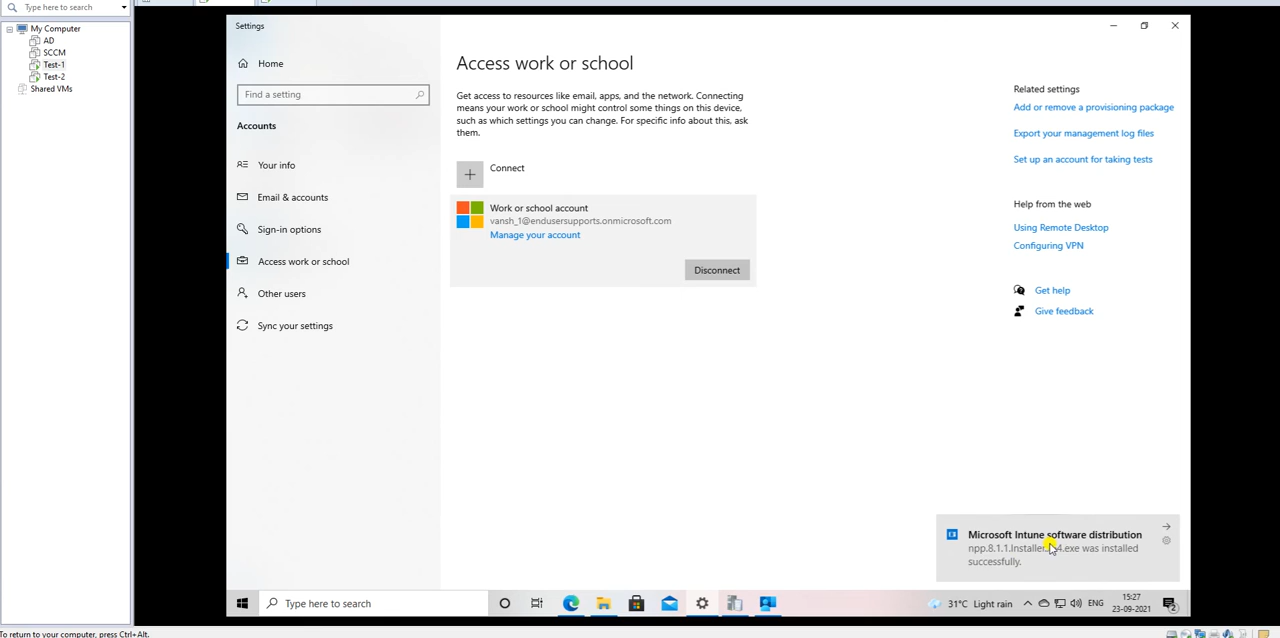 Type here to search
My Computer
AD
SCCM
Test-1
Test-2
Shared VMs
Settings
Home
Find a setting
Accounts
Your info
Email & accounts
Sign-in options
Access work or school
Other users
Sync your settings
Access work or school
Get access to resources like email, apps, and the network. Connecting
means your work or school might control some things on this device,
such as which settings you can change. For specific info about this, ask
them.
Connect
Work or school account
vansh_1@endusersupports.onmicrosoft.com
Manage your account
Disconnect
Related settings
Add or remove a provisioning package
Export your management log files
Set up an account for taking tests
Help from the web
Using Remote Desktop
Configuring VPN
Get help
Give feedback
Microsoft Intune software distribution
was installed
successfully.
Type here to search
31°C Light rain
ENG
15:27
23-09-2021
2
To return to your computer, press Ctrl+Alt.